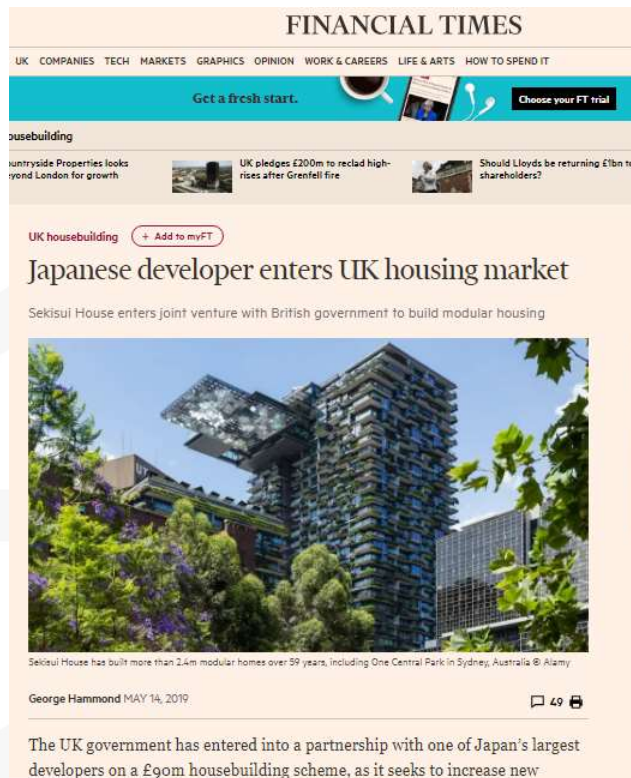 FINANCIAL TIMES
UK COMPANIES TECH MARKETS GRAPHICS OPINION WORK & CAREERS LIFE & ARTS HOW TO SPEND IT
Get a fresh start.
Choose your FT trial
ousebuilding
ountryside Properties looks
yond London for growth
UK pledges £200m to reclad high-
rises after Grenfell fire
Should Lloyds be returning £1bn to
shareholders?
UK housebuilding
+ Add to myFT
Japanese developer enters UK housing market
Sekisui House enters joint venture with British government to build modular housing
Sekisui House has built more than 2.4m modular homes over 59 years, including One Central Park in Sydney, Australia © Alamy
George Hammond MAY 14, 2019
49
The UK government has entered into a partnership with one of Japan's largest
developers on a £90m housebuilding scheme, as it seeks to increase new